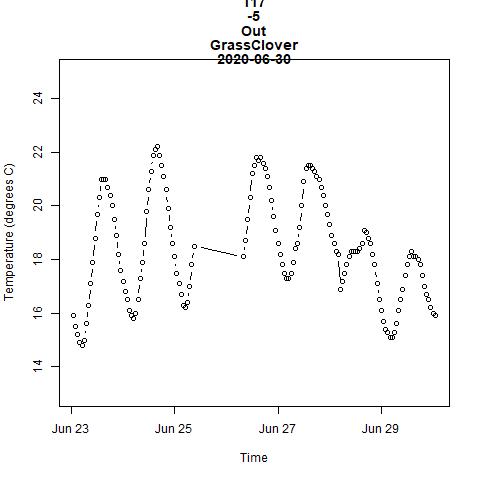 -5
Out
GrassClover
2020-06-30
Temperature (degrees C)
24
22
20
18
16
14
Jun 23
Jun 25
Jun 27
Jun 29
Time